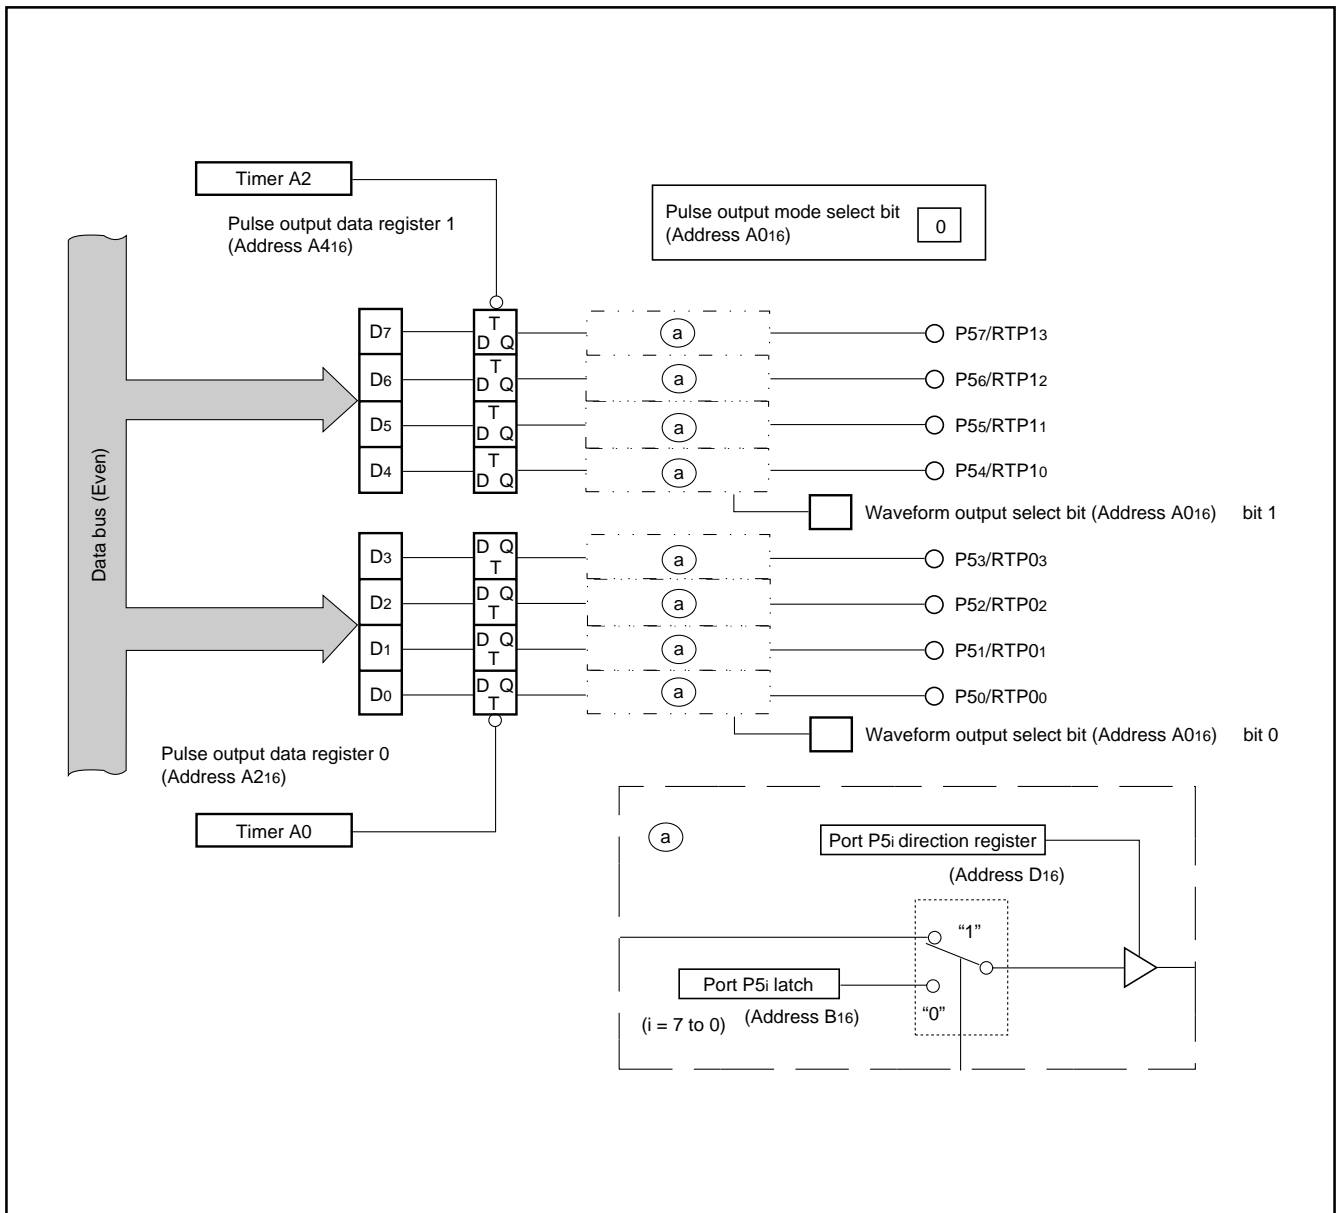 Timer A2
Pulse output data register 1
(Address A4₁₆)
Pulse output mode select bit
(Address A0₁₆)
0
Data bus (Even)
D₇
T
D Q
a
P5₇/RTP1₃
D₆
T
D Q
a
P5₆/RTP1₂
D₅
T
D Q
a
P5₅/RTP1₁
D₄
T
D Q
a
P5₄/RTP1₀
Waveform output select bit (Address A0₁₆) bit 1
D₃
D Q
T
a
P5₃/RTP0₃
D₂
D Q
T
a
P5₂/RTP0₂
D₁
D Q
T
a
P5₁/RTP0₁
D₀
D Q
T
a
P5₀/RTP0₀
Waveform output select bit (Address A0₁₆) bit 0
Pulse output data register 0
(Address A2₁₆)
Timer A0
a
Port P5ᵢ direction register
(Address D₁₆)
“1”
Port P5ᵢ latch
(Address B₁₆)
“0”
(i = 7 to 0)